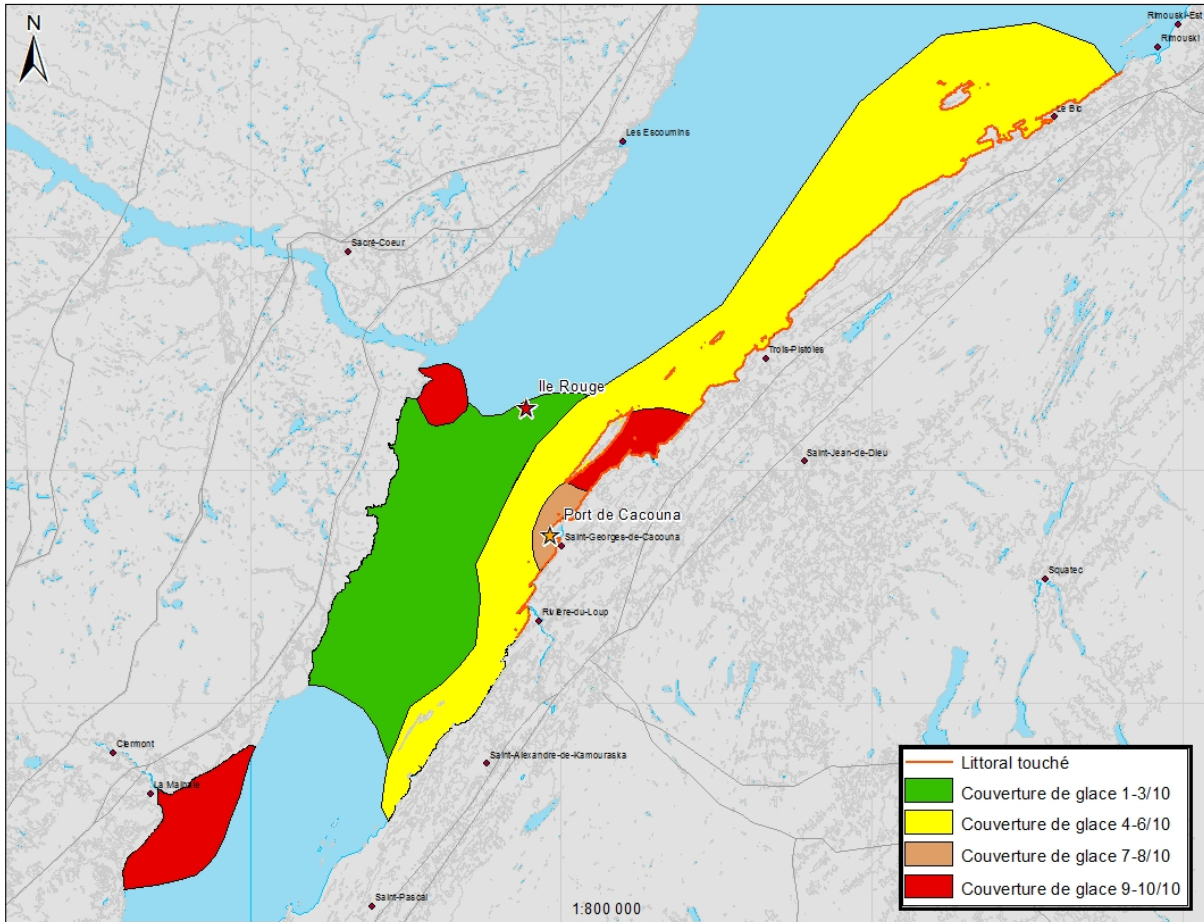 N
Rimouski-Est
Rimouski
Le Bic
Les Escoumins
Sacré-Coeur
Trois-Pistoles
Ile Rouge
Saint-Jean-de-Dieu
Port de Cacouna
Saint-Georges-de-Cacouna
Squatec
Rivière-du-Loup
Clermont
Saint-Alexandre-de-Kamouraska
La Malbaie
Saint-Pascal
1:800 000
Littoral touché
Couverture de glace 1-3/10
Couverture de glace 4-6/10
Couverture de glace 7-8/10
Couverture de glace 9-10/10